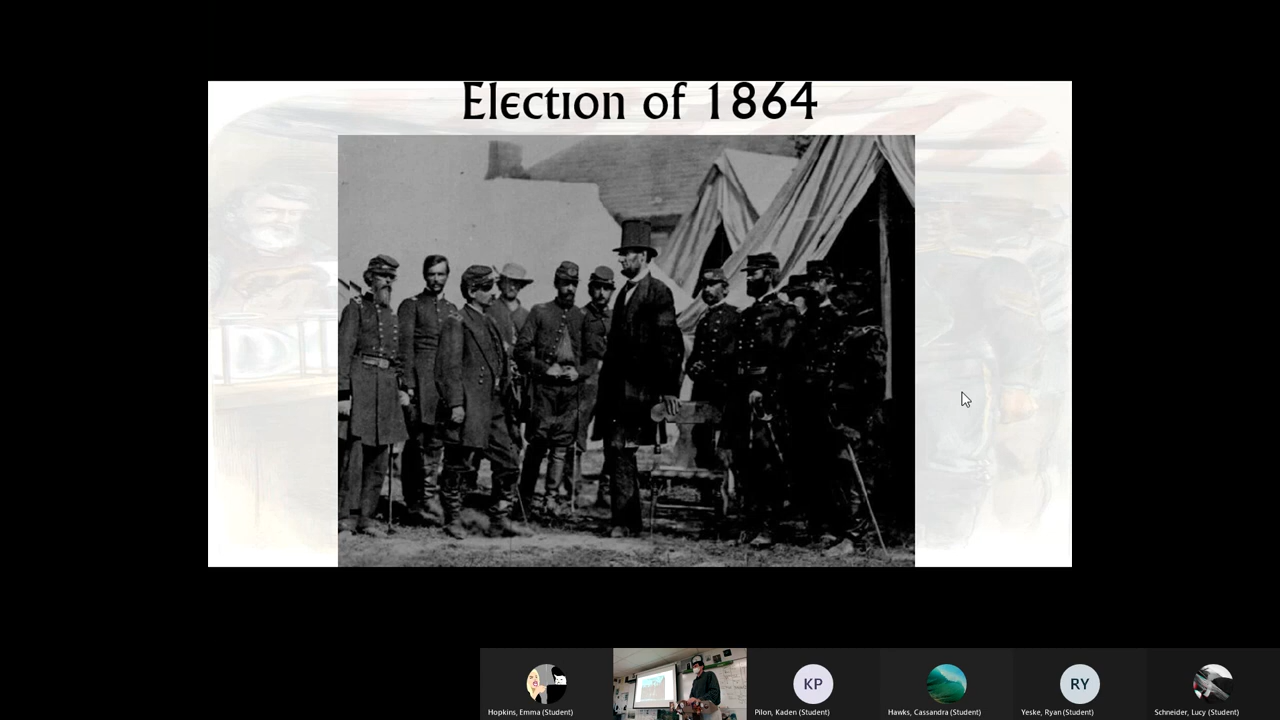 Election of 1864
Hopkins, Emma (Student)
KP
Pilon, Kaden (Student)
Hawks, Cassandra (Student)
RY
Yeske, Ryan (Student)
Schneider, Lucy (Student)